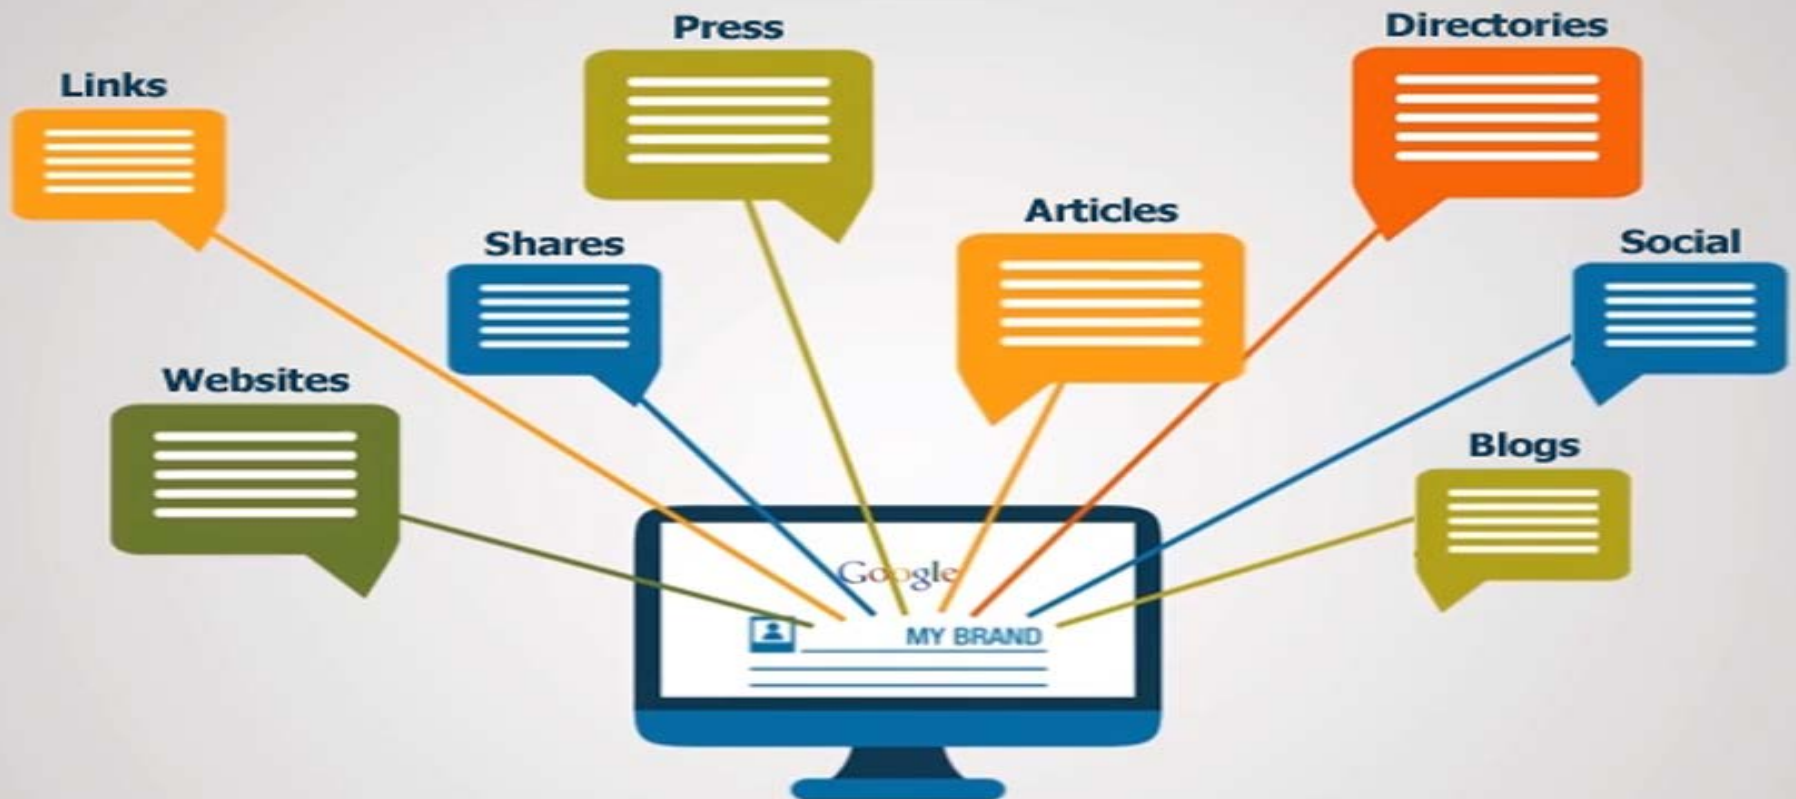 Press
Directories
Links
Articles
Shares
Social
Websites
Blogs
Google
MY BRAND